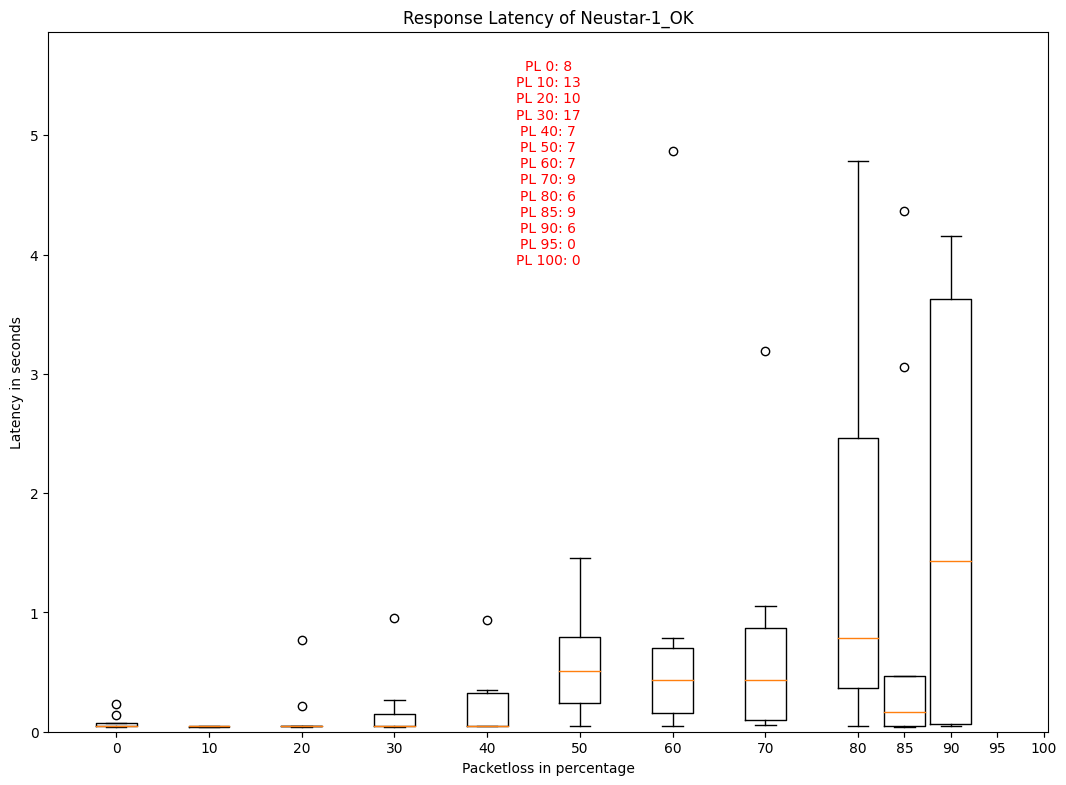 Response Latency of Neustar-1_OK
PL 0: 8
PL 10: 13
PL 20: 10
PL 30: 17
PL 40: 7
PL 50: 7
PL 60: 7
PL 70: 9
PL 80: 6
PL 85: 9
PL 90: 6
PL 95: 0
PL 100: 0
Latency in seconds
5
4
3
2
1
0
0 10 20 30 40 50 60 70 80 85 90 95 100
Packetloss in percentage